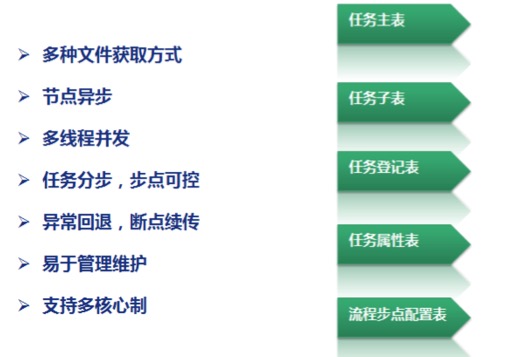 多种文件获取方式
节点异步
多线程并发
任务分步，步点可控
异常回退，断点续传
易于管理维护
支持多核心制
任务主表
任务子表
任务登记表
任务属性表
流程步点配置表